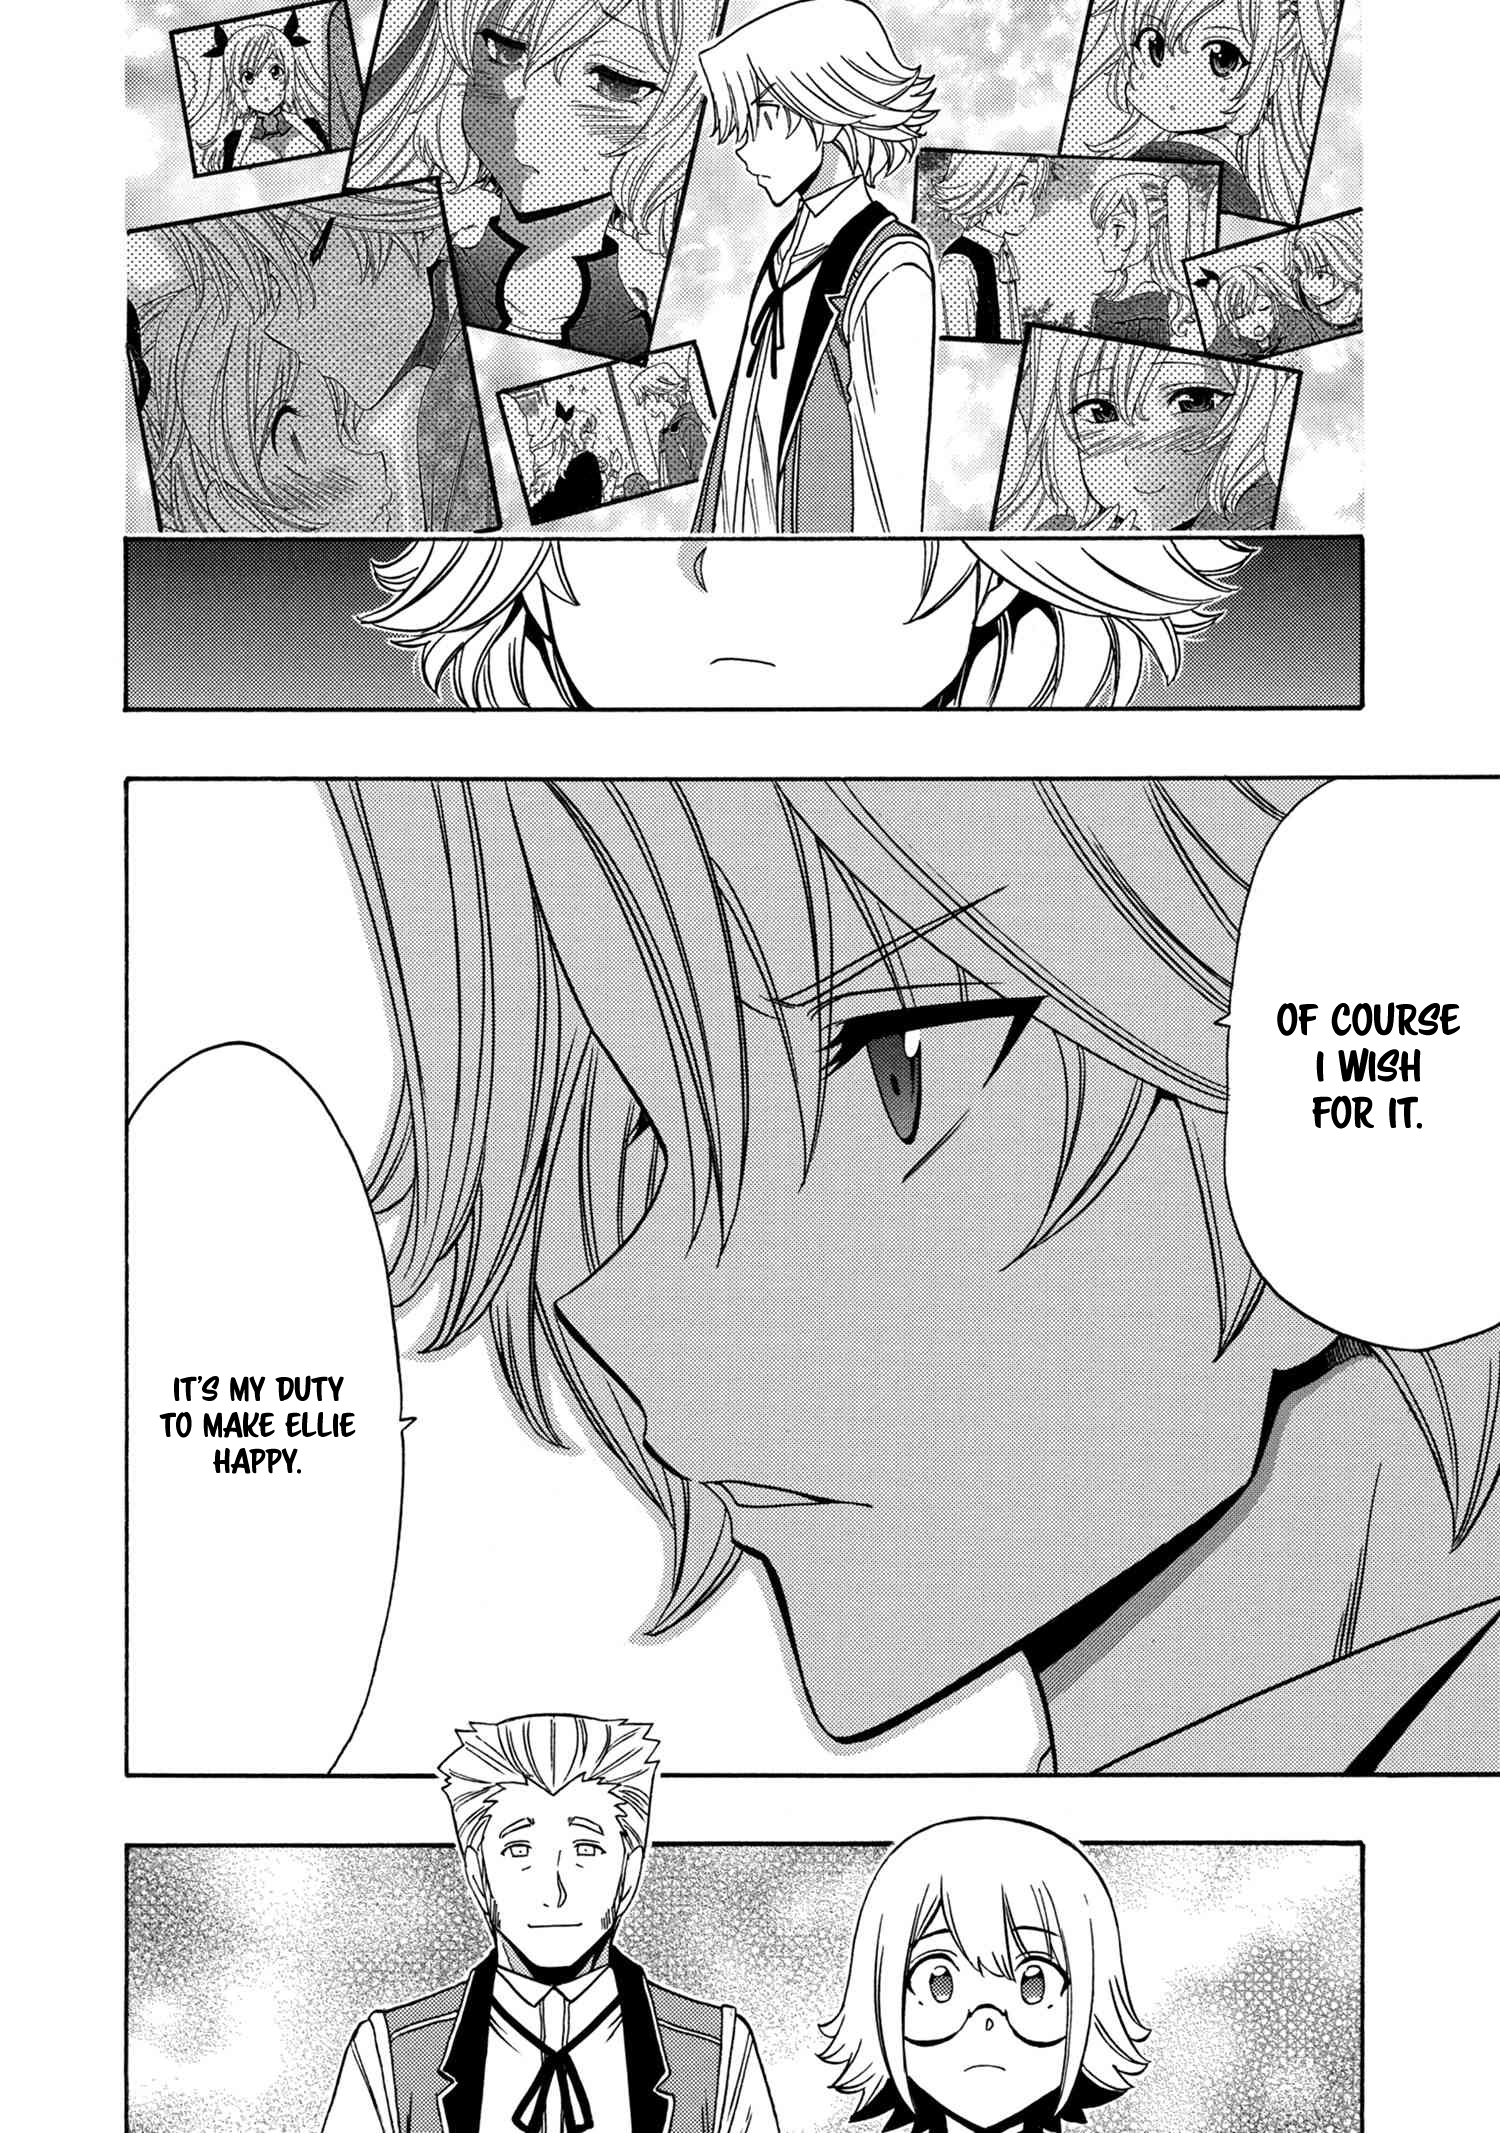 OF COURSE
I WISH
FOR IT.
IT'S MY DUTY
TO MAKE ELLIE
HAPPY.